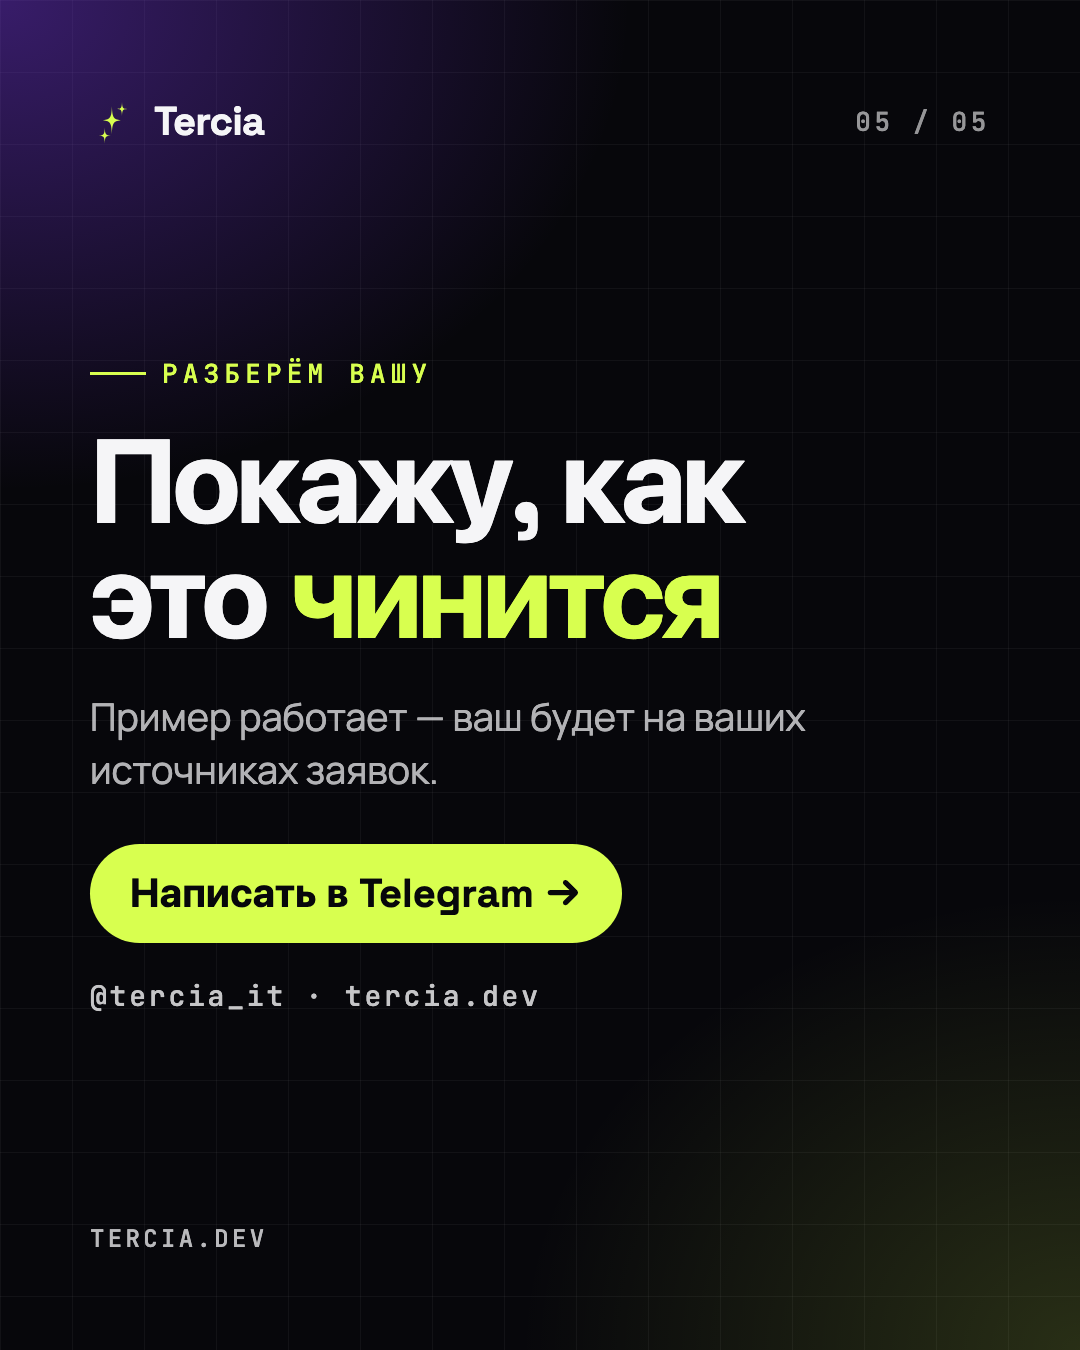 Tercia
05 / 05
РАЗБЕРЁМ ВАШУ
Покажу, как
это чинится
Пример работает — ваш будет на ваших
источниках заявок.
Написать в Telegram →
@tercia_it · tercia.dev
TERCIA.DEV